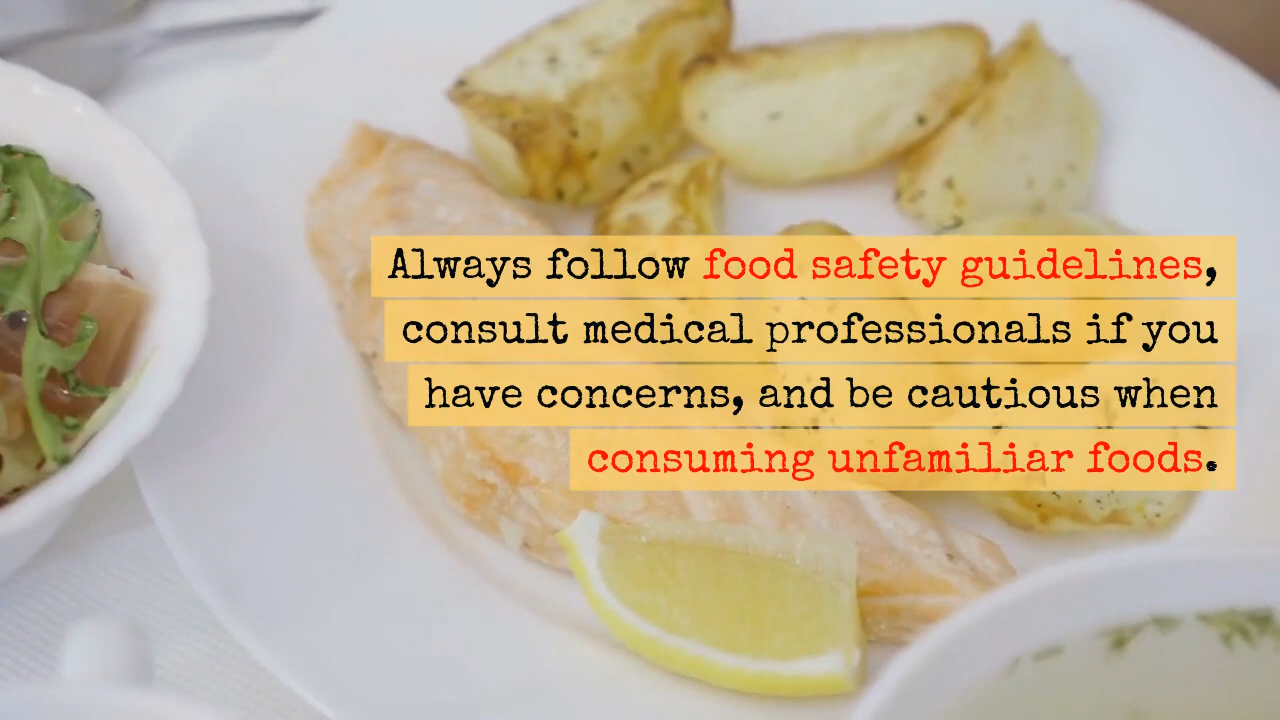 Always follow food safety guidelines,
consult medical professionals if you
have concerns, and be cautious when
consuming unfamiliar foods.